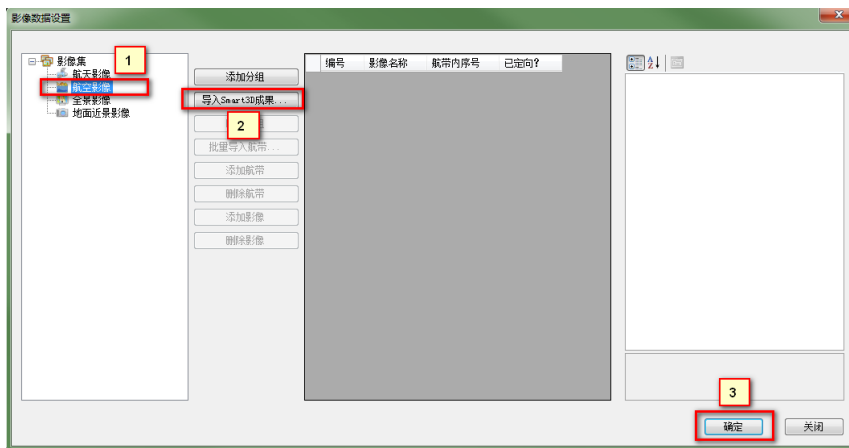 影像数据设置
影像集
1
航天影像
航空影像
全景影像
地面近景影像
添加分组
导入Smart3D成果...
2
批量导入航带...
添加航带
删除航带
添加影像
删除影像
编号 影像名称 航带内序号 已定向?
3
确定 关闭